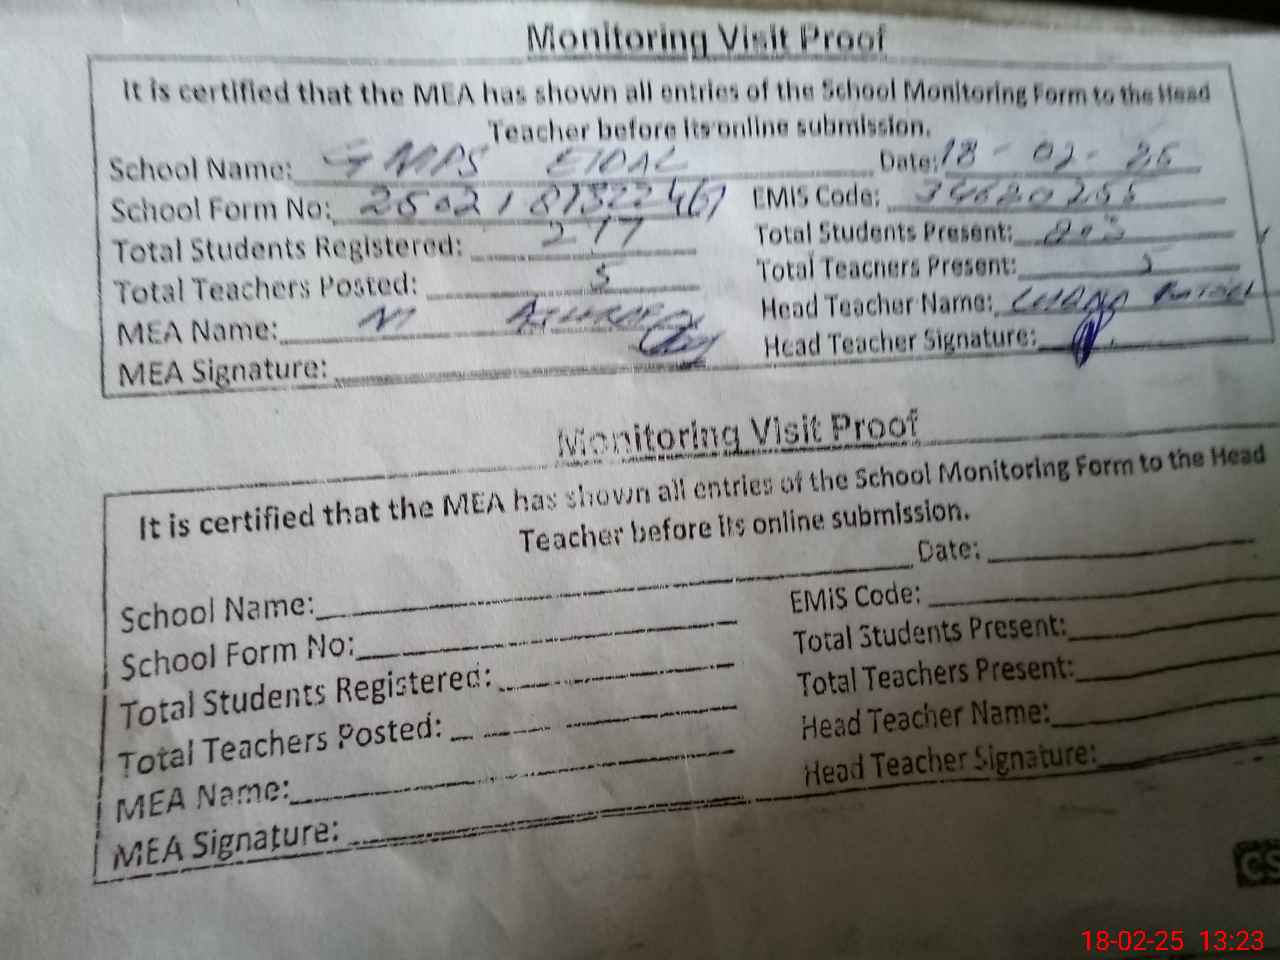 Monitoring Visit Proof
It is certified that the MEA has shown all entries of the School Monitoring Form to the Head
Teacher before its online submission.
School Name: GMPS EIDAL Date: 18-02-25
School Form No: EMIS Code:
Total Students Registered: 277 Total Students Present: 203
Total Teachers Posted: 5 Total Teachers Present: 5
MEA Name: M Head Teacher Name:
MEA Signature: Head Teacher Signature:
Monitoring Visit Proof
It is certified that the MEA has shown all entries of the School Monitoring Form to the Head
Teacher before its online submission.
School Name: Date:
School Form No: EMIS Code:
Total Students Registered: Total Students Present:
Total Teachers Posted: Total Teachers Present:
MEA Name: Head Teacher Name:
MEA Signature: Head Teacher Signature:
CS
18-02-25 13:23